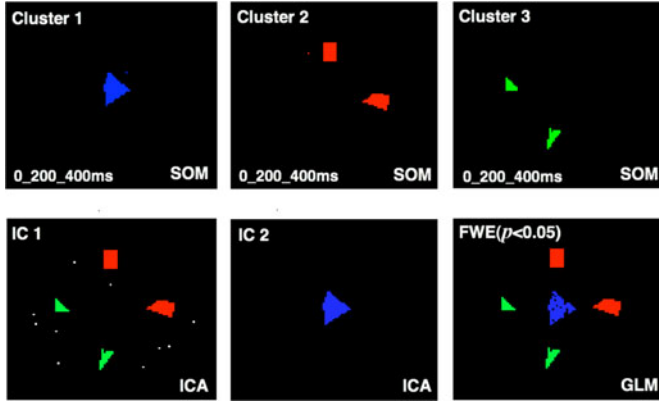 Cluster 1
0_200_400ms SOM
Cluster 2
0_200_400ms SOM
Cluster 3
0_200_400ms SOM
IC 1
ICA
IC 2
ICA
FWE(p<0.05)
GLM